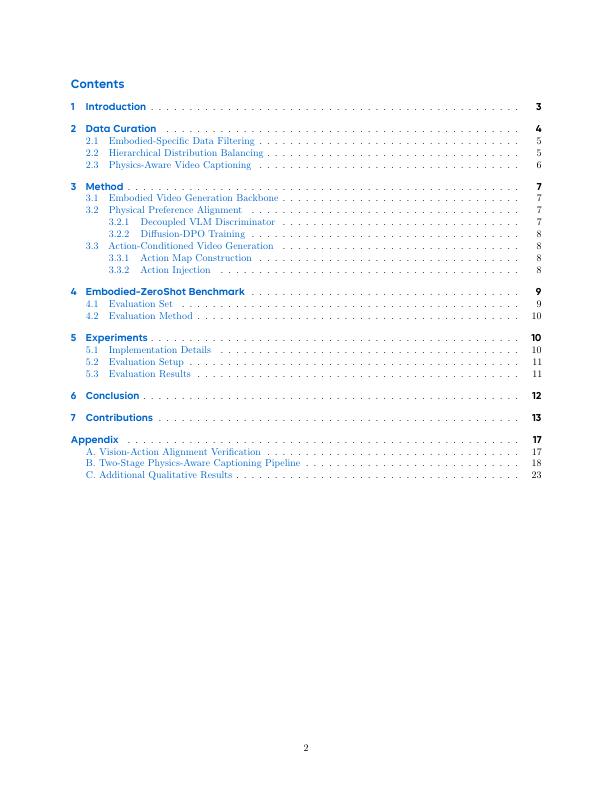 Contents
1 Introduction . . . . . . . . . . . . . . . . . . . . . . . . . . . . . . . . . . . . . . . . . . . . . . . 3
2 Data Curation . . . . . . . . . . . . . . . . . . . . . . . . . . . . . . . . . . . . . . . . . . . . . 4
2.1 Embodied-Specific Data Filtering . . . . . . . . . . . . . . . . . . . . . . . . . . . . . . . . . 5
2.2 Hierarchical Distribution Balancing . . . . . . . . . . . . . . . . . . . . . . . . . . . . . . . . 5
2.3 Physics-Aware Video Captioning . . . . . . . . . . . . . . . . . . . . . . . . . . . . . . . . . 6
3 Method . . . . . . . . . . . . . . . . . . . . . . . . . . . . . . . . . . . . . . . . . . . . . . . . . . 7
3.1 Embodied Video Generation Backbone . . . . . . . . . . . . . . . . . . . . . . . . . . . . . . 7
3.2 Physical Preference Alignment . . . . . . . . . . . . . . . . . . . . . . . . . . . . . . . . . . 7
3.2.1 Decoupled VLM Discriminator . . . . . . . . . . . . . . . . . . . . . . . . . . . . . . . 7
3.2.2 Diffusion-DPO Training . . . . . . . . . . . . . . . . . . . . . . . . . . . . . . . . . . 8
3.3 Action-Conditioned Video Generation . . . . . . . . . . . . . . . . . . . . . . . . . . . . . . 8
3.3.1 Action Map Construction . . . . . . . . . . . . . . . . . . . . . . . . . . . . . . . . . 8
3.3.2 Action Injection . . . . . . . . . . . . . . . . . . . . . . . . . . . . . . . . . . . . . . 8
4 Embodied-ZeroShot Benchmark . . . . . . . . . . . . . . . . . . . . . . . . . . . . . . . . . . 9
4.1 Evaluation Set . . . . . . . . . . . . . . . . . . . . . . . . . . . . . . . . . . . . . . . . . . . 9
4.2 Evaluation Method . . . . . . . . . . . . . . . . . . . . . . . . . . . . . . . . . . . . . . . . . 10
5 Experiments . . . . . . . . . . . . . . . . . . . . . . . . . . . . . . . . . . . . . . . . . . . . . . . 10
5.1 Implementation Details . . . . . . . . . . . . . . . . . . . . . . . . . . . . . . . . . . . . . . 10
5.2 Evaluation Setup . . . . . . . . . . . . . . . . . . . . . . . . . . . . . . . . . . . . . . . . . . 11
5.3 Evaluation Results . . . . . . . . . . . . . . . . . . . . . . . . . . . . . . . . . . . . . . . . . 11
6 Conclusion . . . . . . . . . . . . . . . . . . . . . . . . . . . . . . . . . . . . . . . . . . . . . . . . 12
7 Contributions . . . . . . . . . . . . . . . . . . . . . . . . . . . . . . . . . . . . . . . . . . . . . . 13
Appendix . . . . . . . . . . . . . . . . . . . . . . . . . . . . . . . . . . . . . . . . . . . . . . . . . . 17
A. Vision-Action Alignment Verification . . . . . . . . . . . . . . . . . . . . . . . . . . . . . . . . 17
B. Two-Stage Physics-Aware Captioning Pipeline . . . . . . . . . . . . . . . . . . . . . . . . . . . 18
C. Additional Qualitative Results . . . . . . . . . . . . . . . . . . . . . . . . . . . . . . . . . . . . 23
2